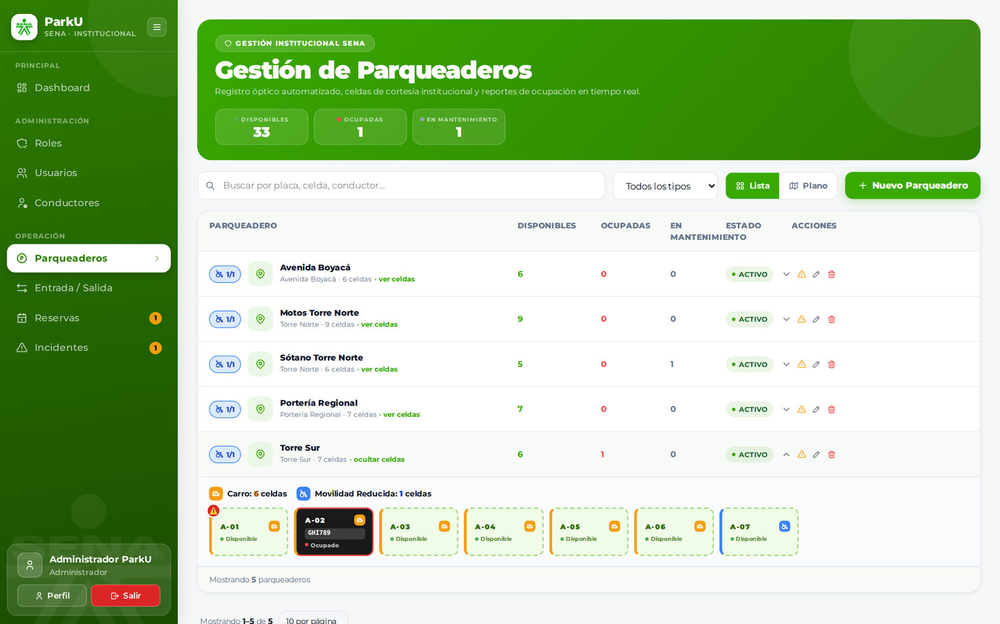 SENA
ParkU
SENA · INSTITUCIONAL
PRINCIPAL
Dashboard
ADMINISTRACIÓN
Roles
Usuarios
Conductores
OPERACIÓN
Parqueaderos
Entrada / Salida
Reservas 1
Incidentes 1
SENA
Administrador ParkU
Administrador
Perfil Salir
GESTIÓN INSTITUCIONAL SENA
Gestión de Parqueaderos
Registro óptico automatizado, celdas de cortesía institucional y reportes de ocupación en tiempo real.
DISPONIBLES OCUPADAS EN MANTENIMIENTO
33 1 1
Buscar por placa, celda, conductor... Todos los tipos Lista Plano + Nuevo Parqueadero
PARQUEADERO DISPONIBLES OCUPADAS EN MANTENIMIENTO ESTADO ACCIONES
1/1 Avenida Boyacá 6 0 0 ACTIVO
Avenida Boyacá · 6 celdas · ver celdas
1/1 Motos Torre Norte 9 0 0 ACTIVO
Torre Norte · 9 celdas · ver celdas
1/1 Sótano Torre Norte 5 0 1 ACTIVO
Torre Norte · 6 celdas · ver celdas
1/1 Portería Regional 7 0 0 ACTIVO
Portería Regional · 7 celdas · ver celdas
1/1 Torre Sur 6 1 0 ACTIVO
Torre Sur · 7 celdas · ocultar celdas
Carro: 6 celdas Movilidad Reducida: 1 celdas
A-01 A-02 A-03 A-04 A-05 A-06 A-07
GHI789
Disponible Ocupado Disponible Disponible Disponible Disponible Disponible
Mostrando 5 parqueaderos
Mostrando 1–5 de 5 10 por página